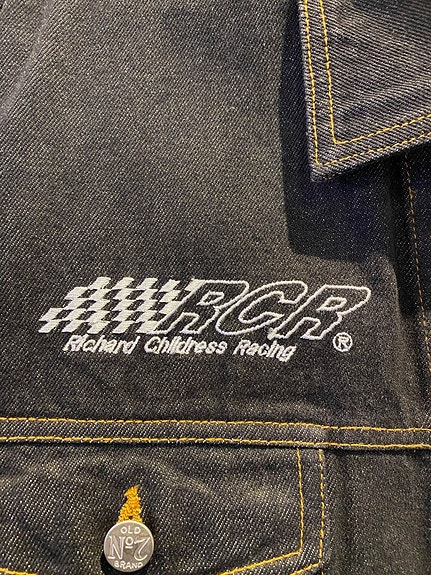 RCR®
Richard Childress Racing
OLD
No 7
BRAND